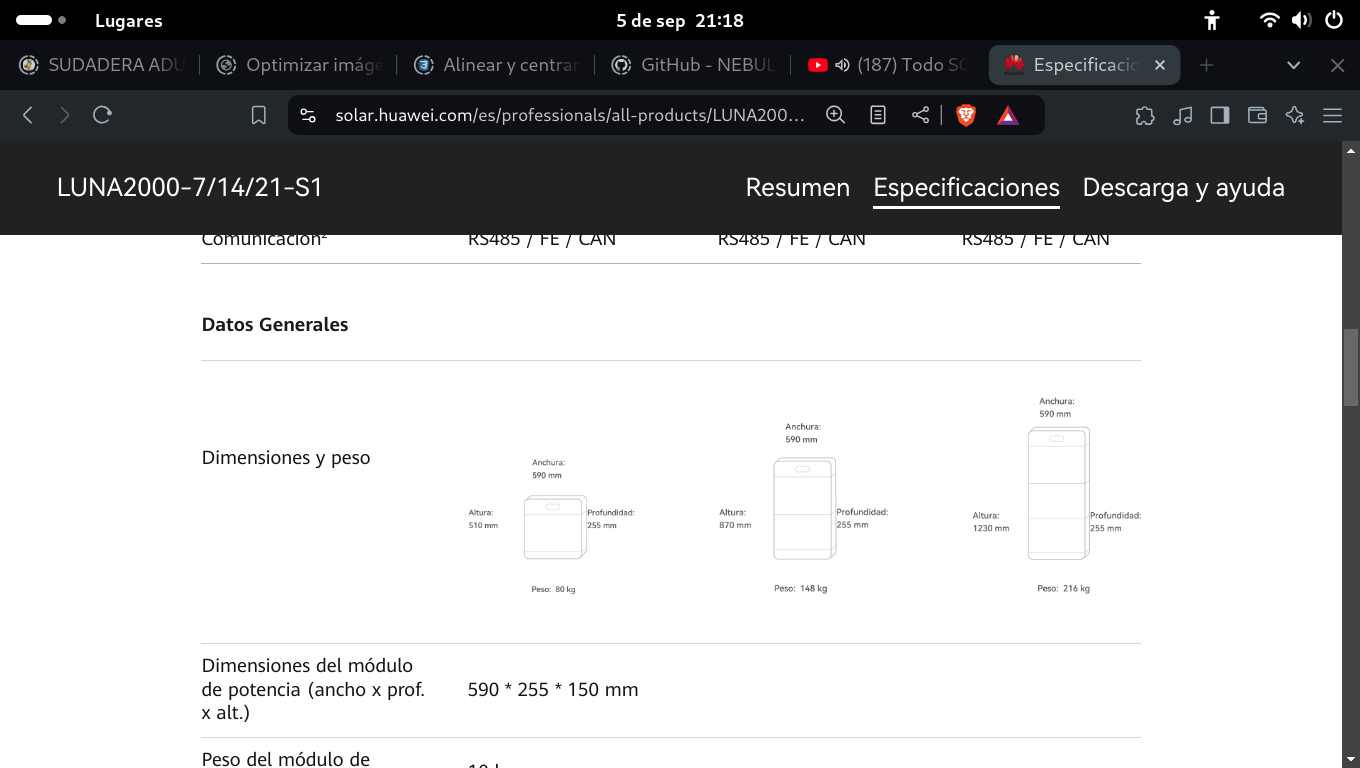 Lugares
5 de sep 21:18
SUDADERA ADU
Optimizar imáge
Alinear y centrar
GitHub - NEBUL
(187) Todo SO
Especificacio
solar.huawei.com/es/professionals/all-products/LUNA200...
LUNA2000-7/14/21-S1
Resumen Especificaciones Descarga y ayuda
Comunicación² RS485 / FE / CAN RS485 / FE / CAN RS485 / FE / CAN
Datos Generales
Dimensiones y peso
Anchura:
590 mm
Altura:
510 mm
Profundidad:
255 mm
Peso: 80 kg
Anchura:
590 mm
Altura:
870 mm
Profundidad:
255 mm
Peso: 148 kg
Anchura:
590 mm
Altura:
1230 mm
Profundidad:
255 mm
Peso: 216 kg
Dimensiones del módulo
de potencia (ancho x prof.
x alt.)
590 * 255 * 150 mm
Peso del módulo de